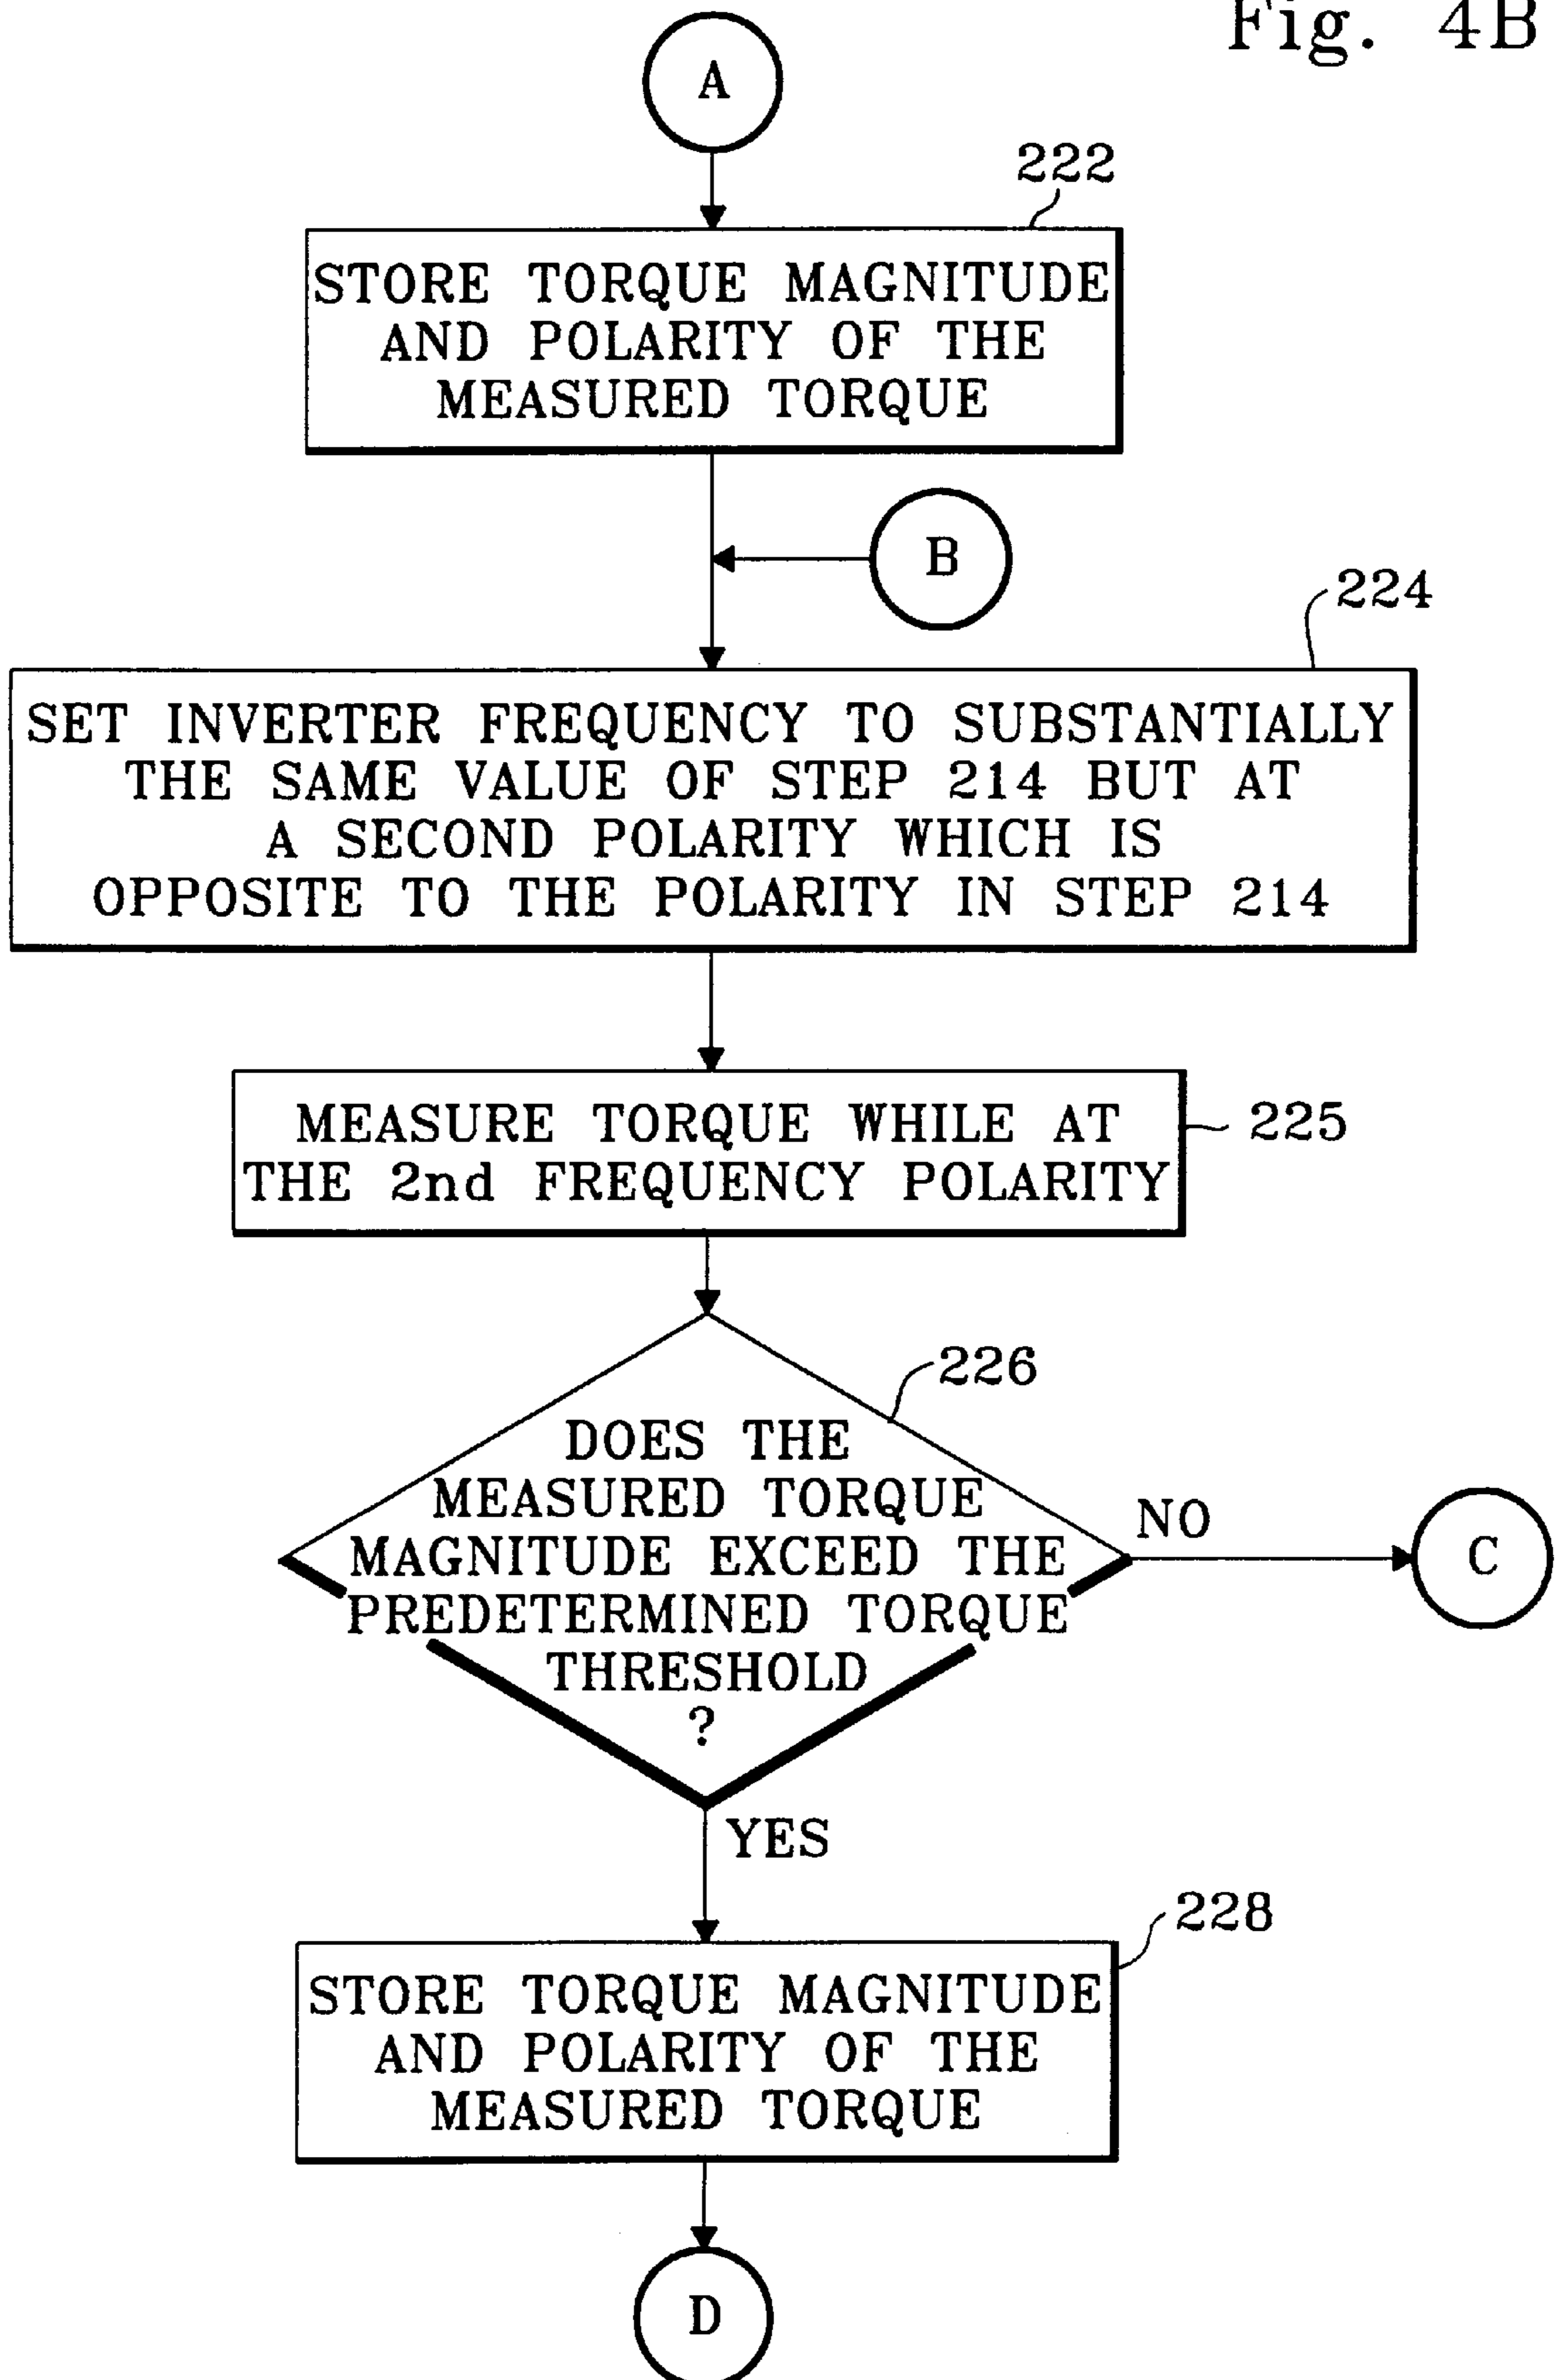 Fig. 4B
A
222
STORE TORQUE MAGNITUDE
AND POLARITY OF THE
MEASURED TORQUE
B
224
SET INVERTER FREQUENCY TO SUBSTANTIALLY
THE SAME VALUE OF STEP 214 BUT AT
A SECOND POLARITY WHICH IS
OPPOSITE TO THE POLARITY IN STEP 214
MEASURE TORQUE WHILE AT
THE 2nd FREQUENCY POLARITY
225
226
DOES THE
MEASURED TORQUE
MAGNITUDE EXCEED THE
PREDETERMINED TORQUE
THRESHOLD
?
NO
C
YES
228
STORE TORQUE MAGNITUDE
AND POLARITY OF THE
MEASURED TORQUE
D